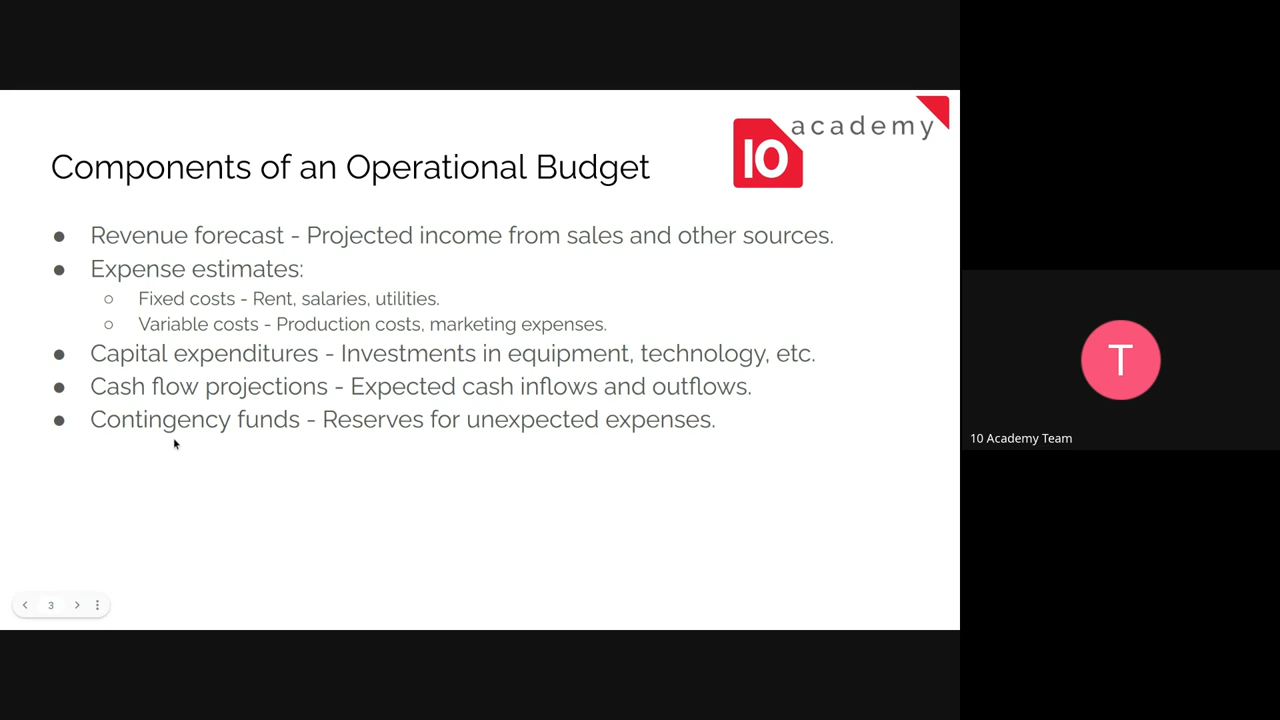 academy
10
Components of an Operational Budget
● Revenue forecast - Projected income from sales and other sources.
● Expense estimates:
○ Fixed costs - Rent, salaries, utilities.
○ Variable costs - Production costs, marketing expenses.
● Capital expenditures - Investments in equipment, technology, etc.
● Cash flow projections - Expected cash inflows and outflows.
● Contingency funds - Reserves for unexpected expenses.
3
T
10 Academy Team